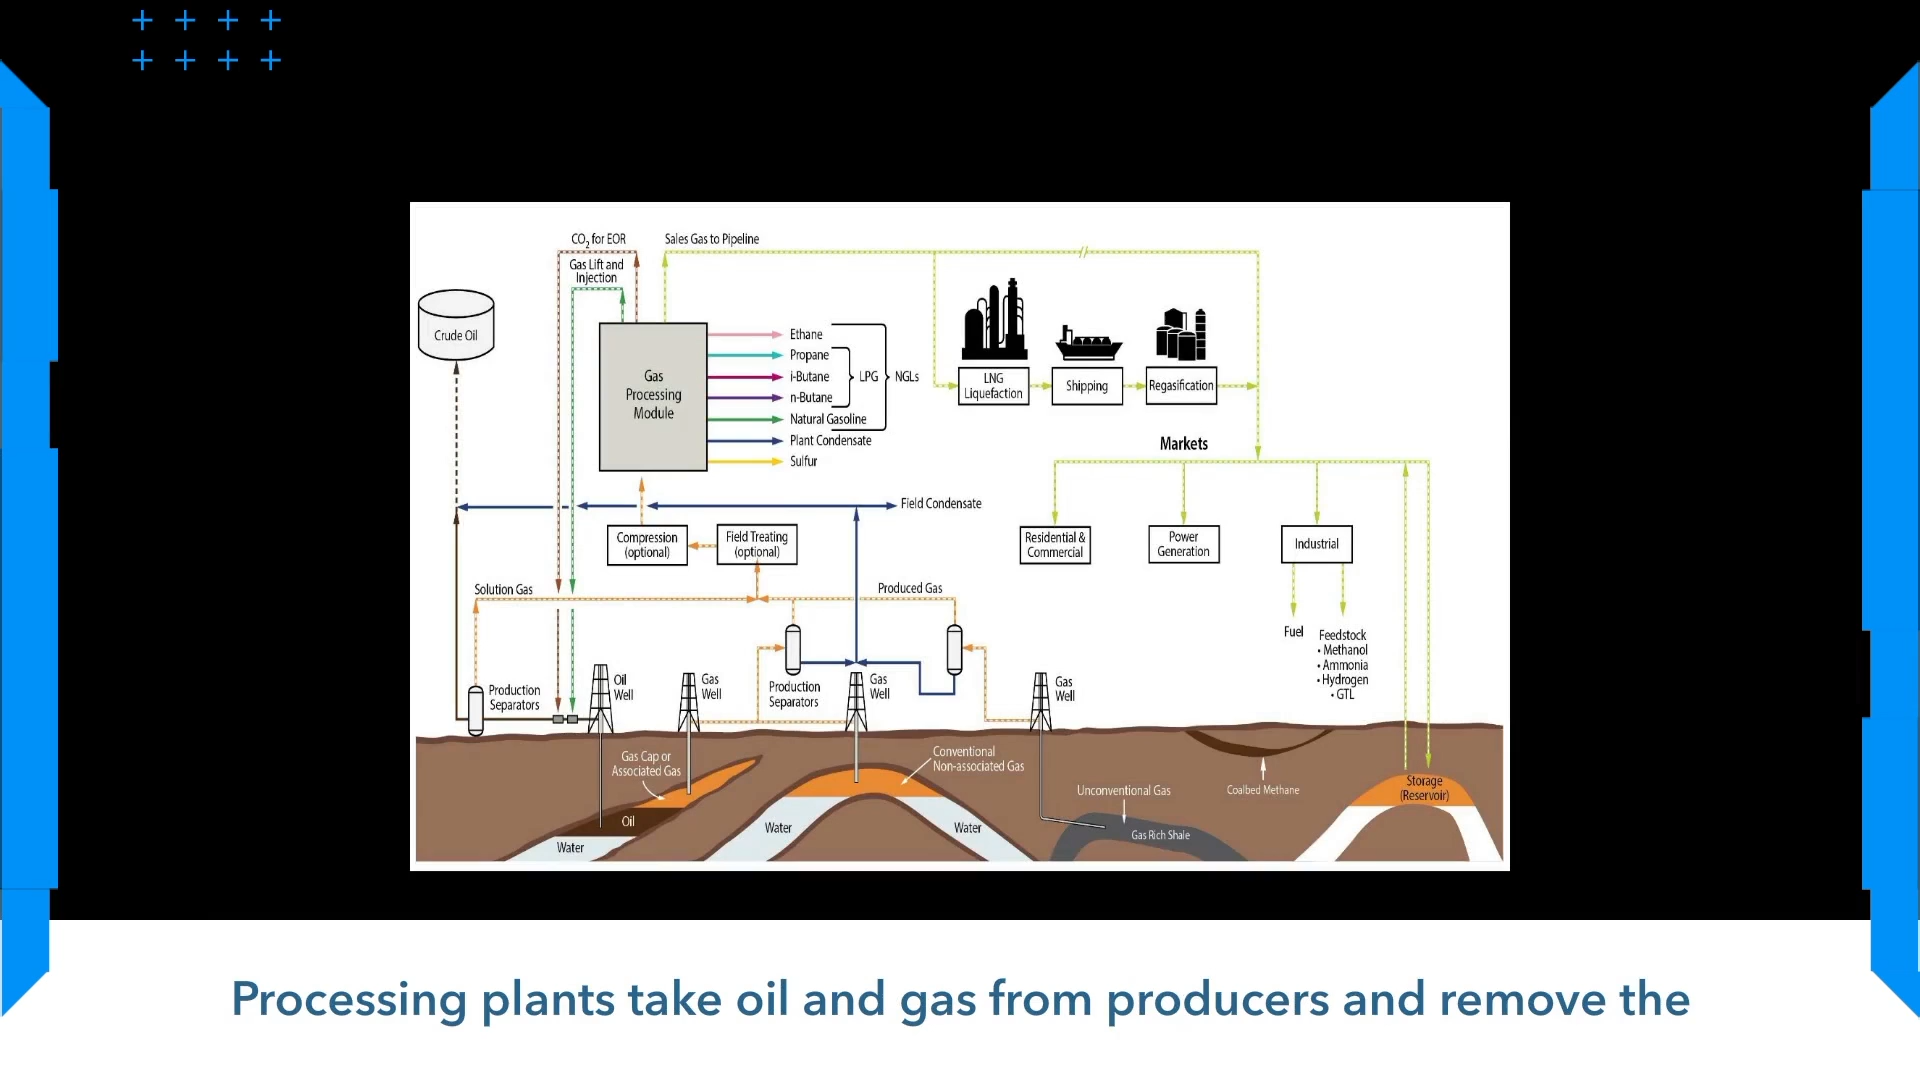 CO2 for EOR
Sales Gas to Pipeline
Gas Lift and
Injection
Crude Oil
Gas
Processing
Module
Ethane
Propane
i-Butane
n-Butane
Natural Gasoline
Plant Condensate
Sulfur
LPG
NGLs
LNG
Liquefaction
Shipping
Regasification
Markets
Field Condensate
Compression
(optional)
Field Treating
(optional)
Residential &
Commercial
Power
Generation
Industrial
Solution Gas
Produced Gas
Fuel
Feedstock
• Methanol
• Ammonia
• Hydrogen
• GTL
Production
Separators
Oil
Well
Gas
Well
Production
Separators
Gas
Well
Gas
Well
Gas Cap or
Associated Gas
Conventional
Non-associated Gas
Unconventional Gas
Coalbed Methane
Storage
(Reservoir)
Oil
Water
Water
Water
Gas Rich Shale
Processing plants take oil and gas from producers and remove the